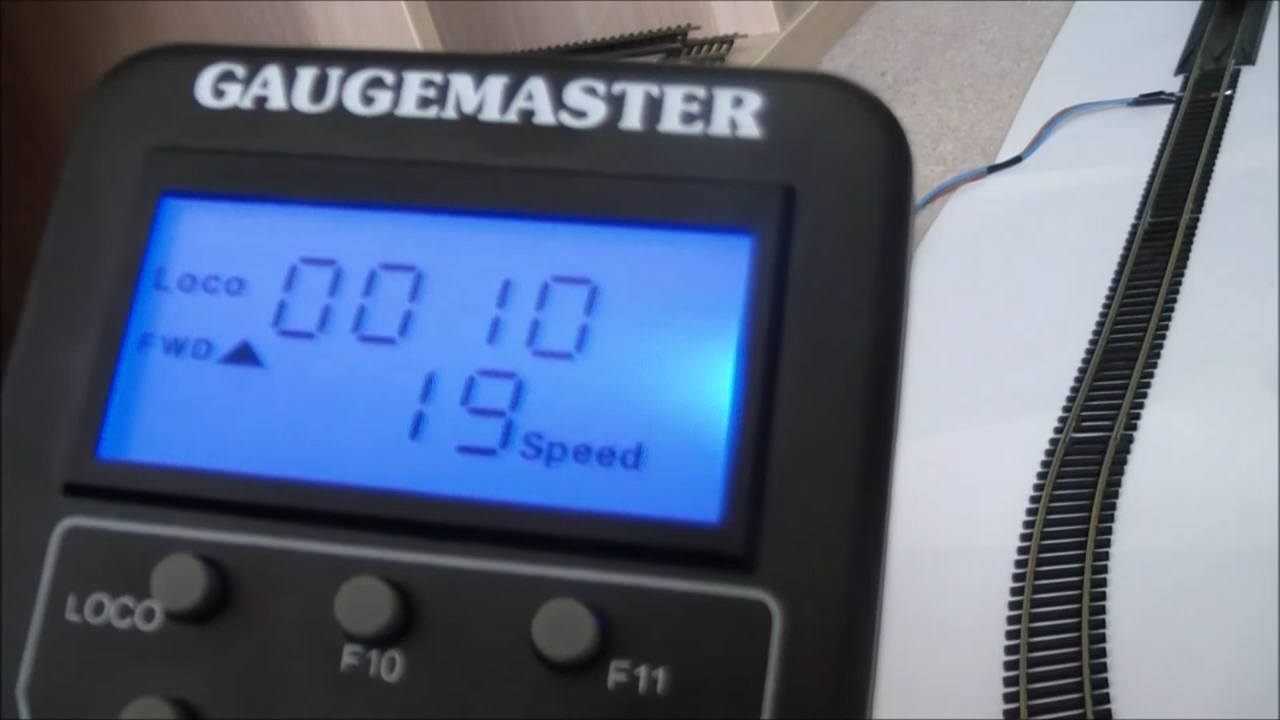 GAUGEMASTER
Loco 0010
FWD
19 Speed
LOCO
F10
F11